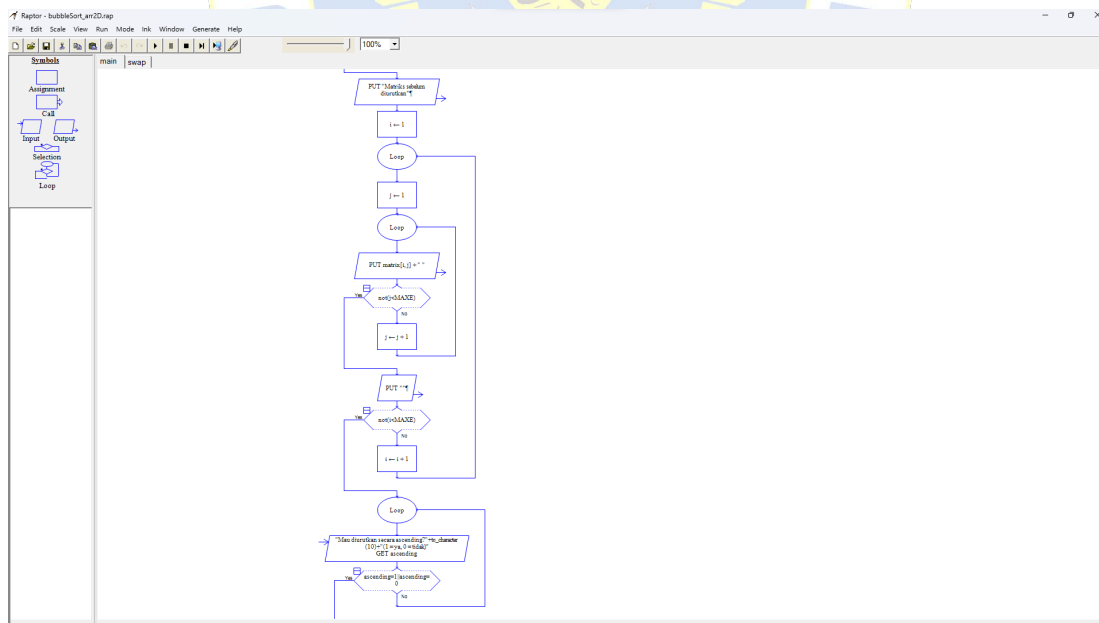 Raptor - bubbleSort_arr2D.rap
File Edit Scale View Run Mode Ink Window Generate Help
100%
Symbols
Assignment
Call
Input Output
Selection
Loop
main swap
PUT "Matriks sebelum
diurutkan"¶
i ← 1
Loop
j ← 1
Loop
PUT matrix[i,j] + " "
Yes
not(j<MAXE)
No
j ← j + 1
PUT " "¶
Yes
not(i<MAXE)
No
i ← i + 1
Loop
"Mau diurutkan secara ascending?"+to_character
(10)+"(1 = ya, 0 = tidak)"
GET ascending
Yes
ascending=1||ascending=
0
No